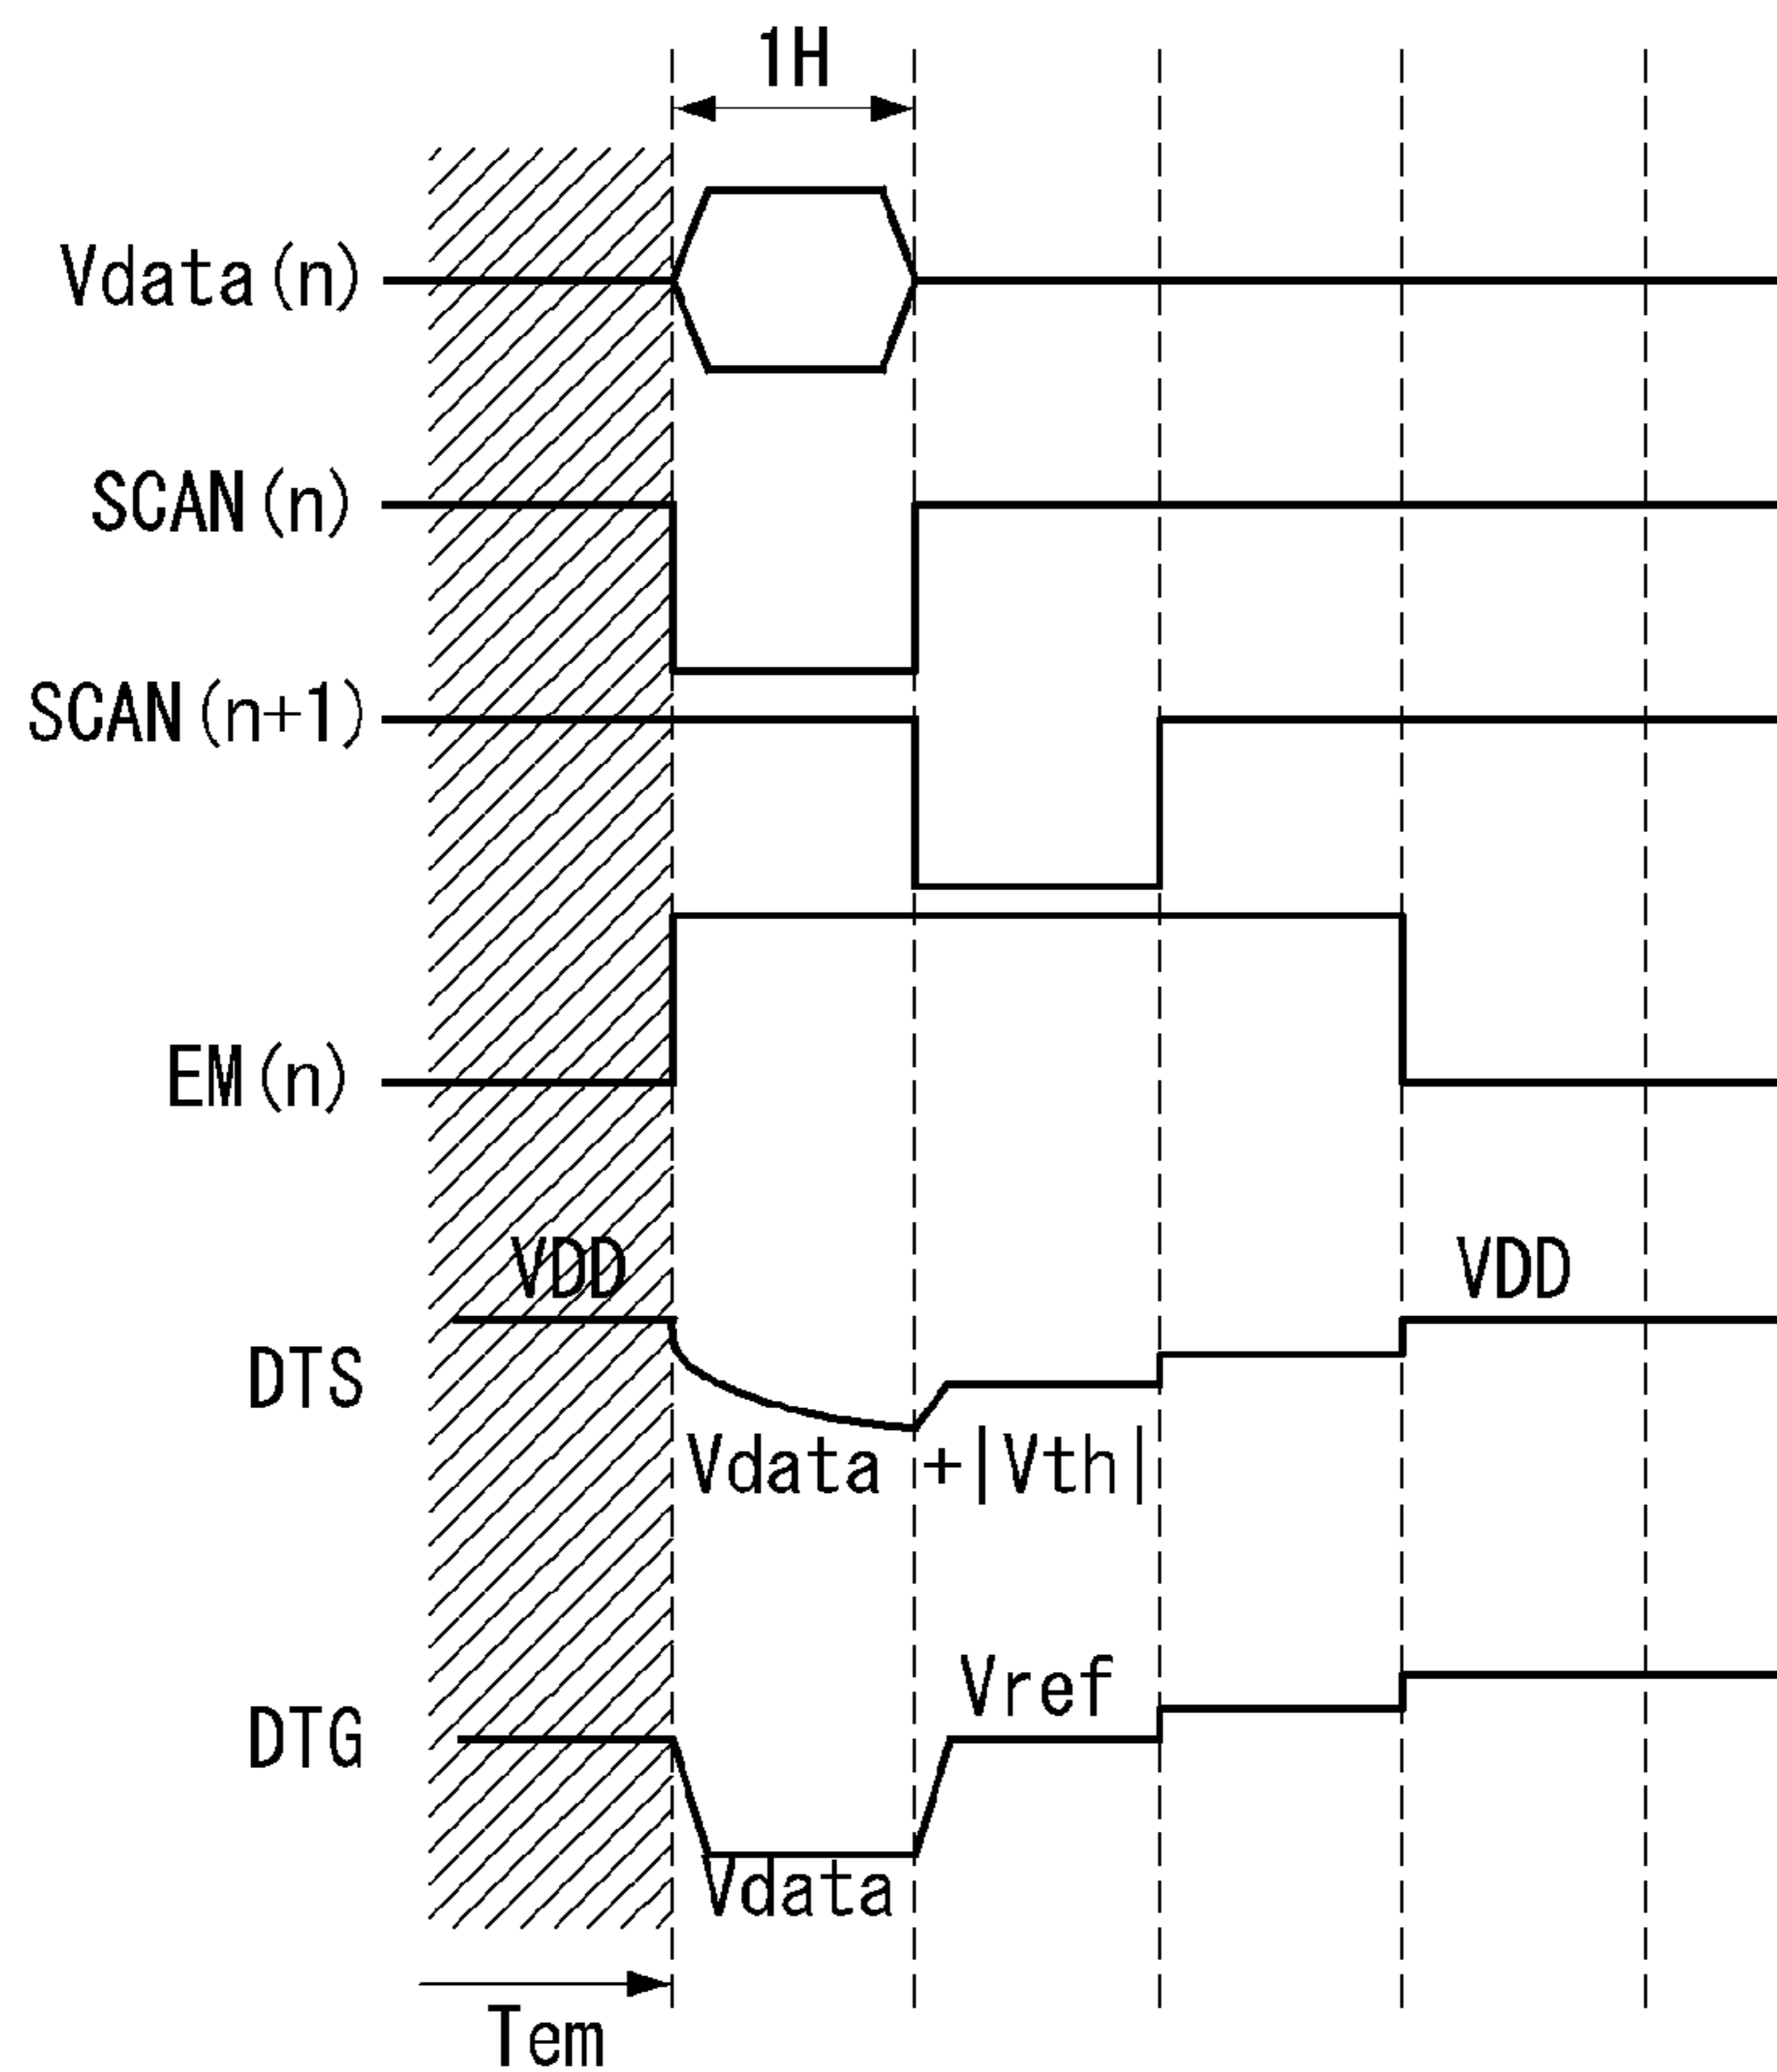 1H
Vdata(n)
SCAN(n)
SCAN(n+1)
EM(n)
VDD
VDD
DTS
Vdata +|Vth|
Vref
DTG
Vdata
Tem